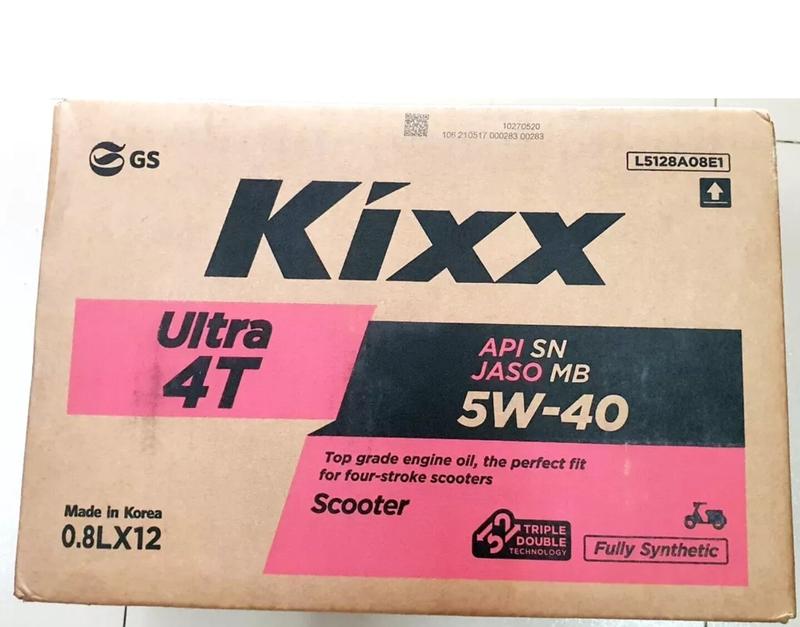 10270520
106 210517 000283 00283
GS
L5128A08E1
Kixx
Ultra
4T
API SN
JASO MB
5W-40
Top grade engine oil, the perfect fit
for four-stroke scooters
Scooter
Made in Korea
0.8LX12
TRIPLE
DOUBLE
TECHNOLOGY
Fully Synthetic